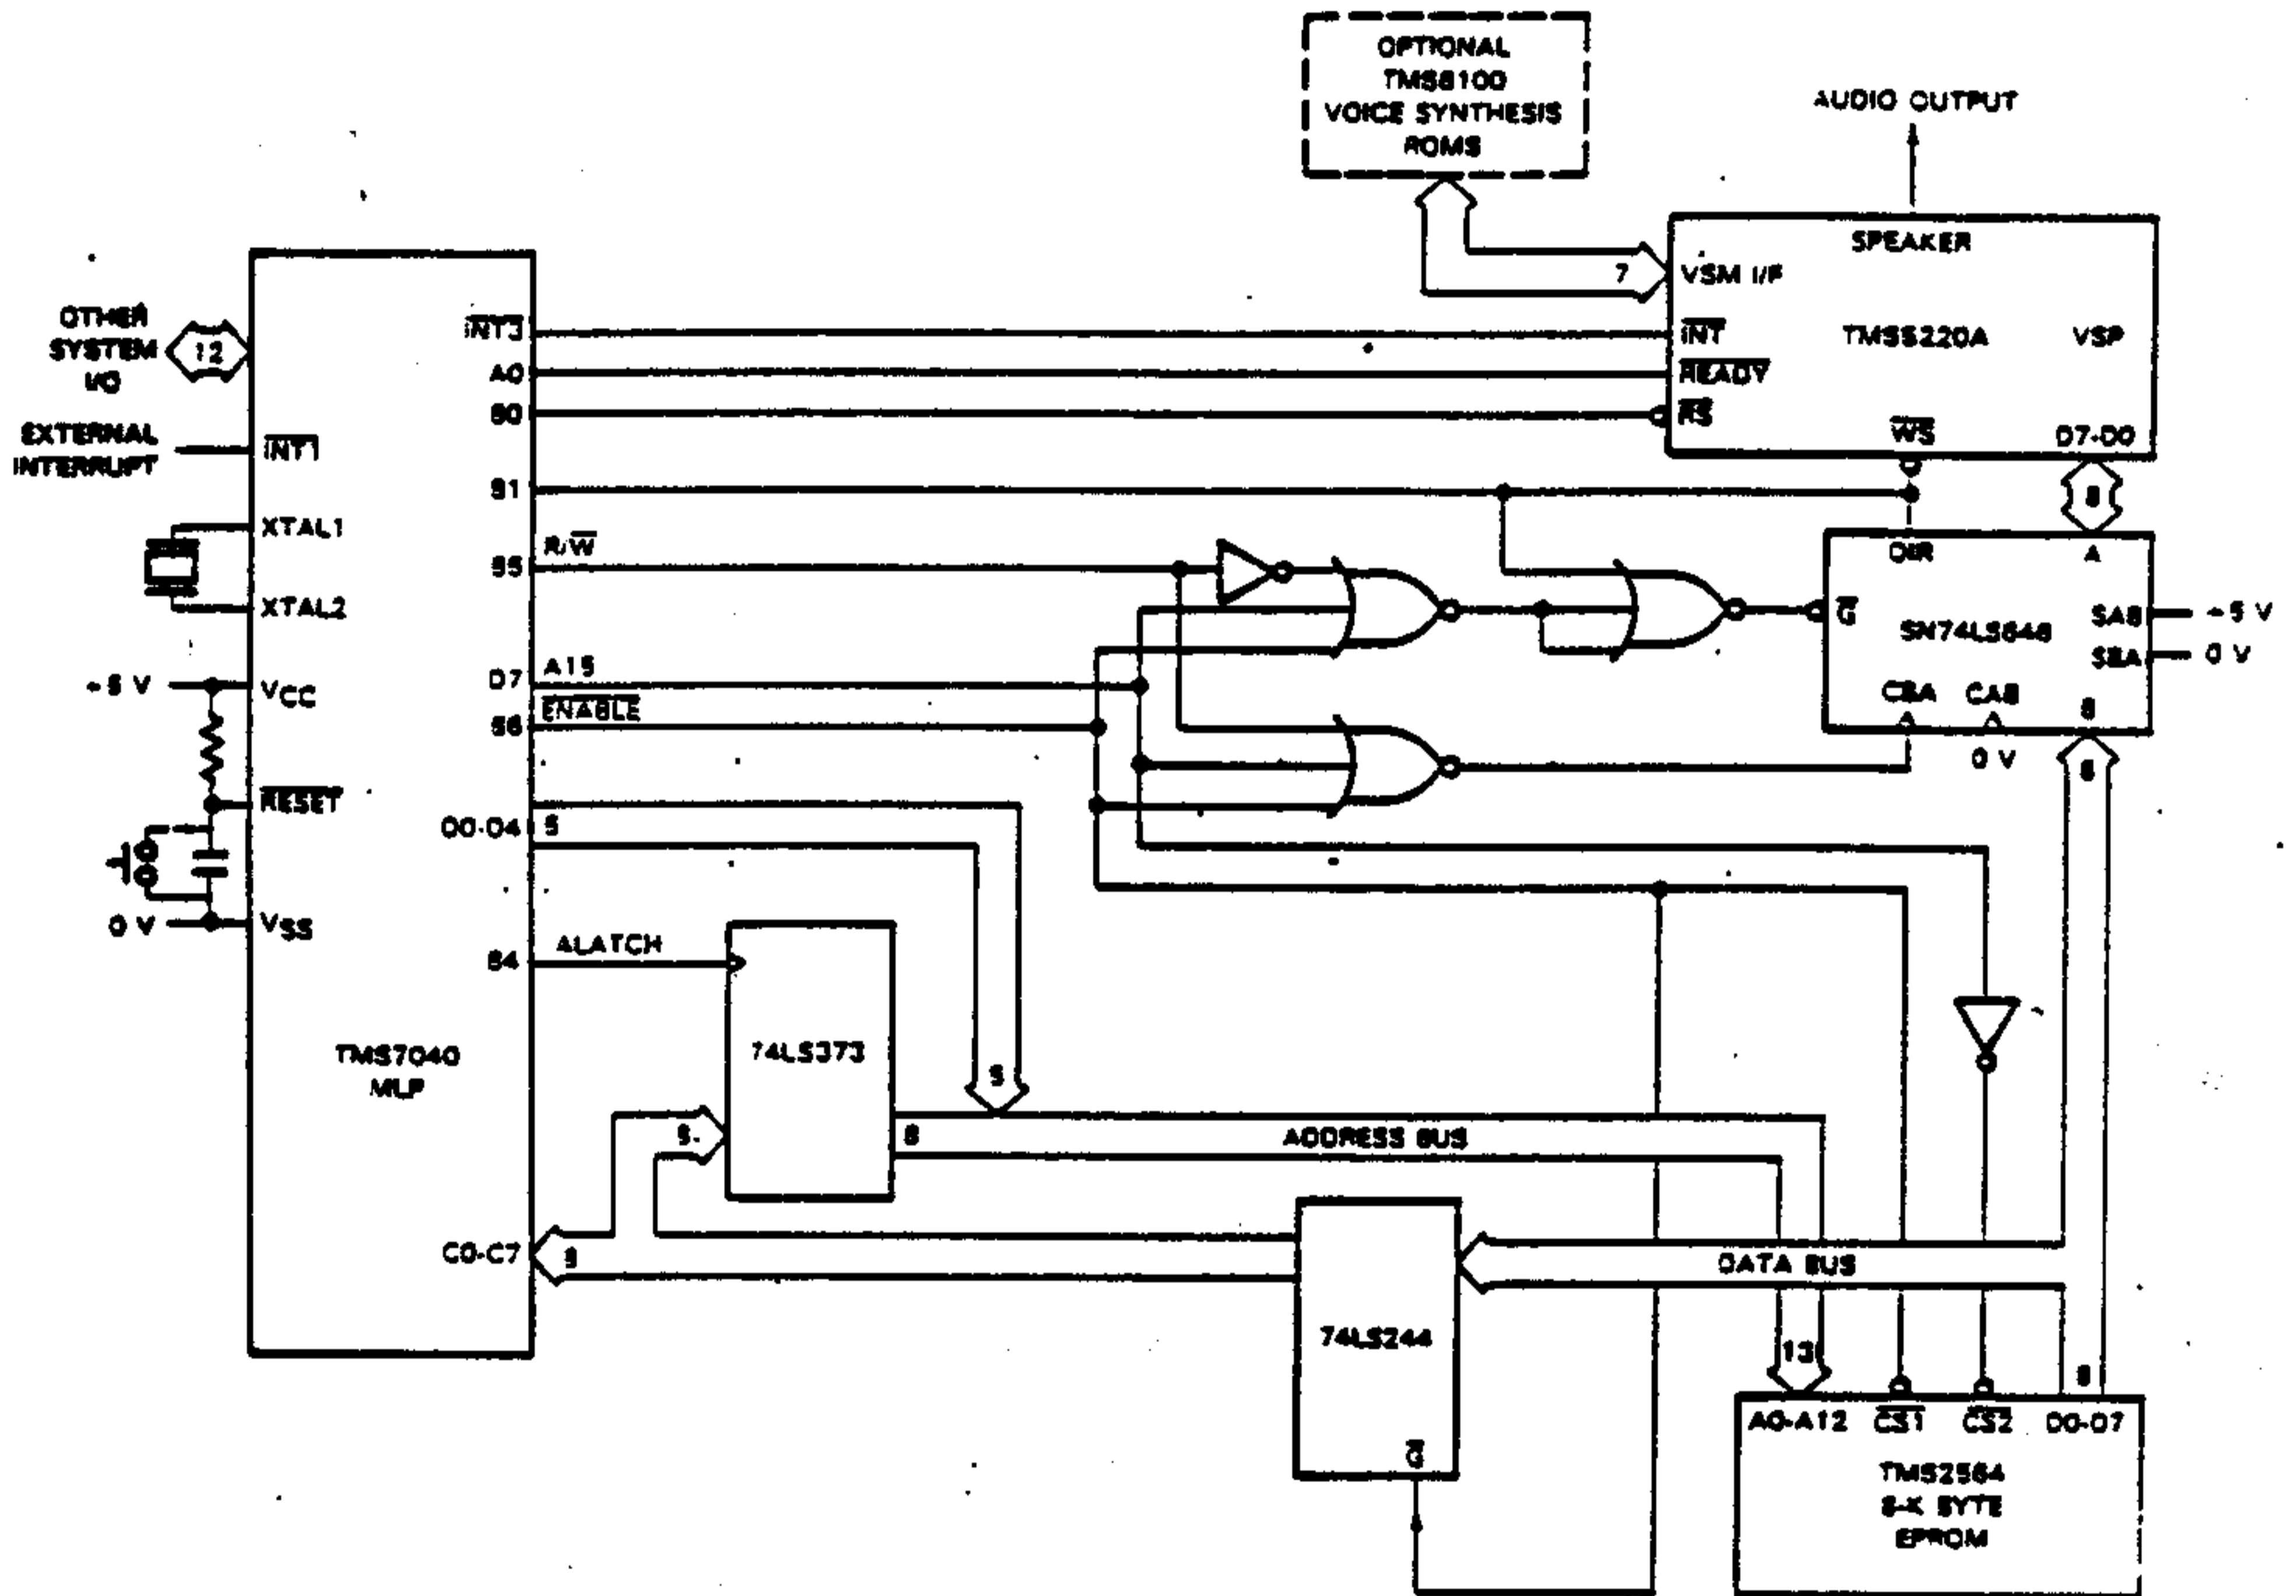 OPTIONAL
TMS6100
VOICE SYNTHESIS
ROMS
AUDIO OUTPUT
SPEAKER
7
VSM I/F
TMS5220A
VSP
INT
READY
RS
WS
D7-D0
8
OTHER
SYSTEM
I/O
12
EXTERNAL
INTERRUPT
INT1
XTAL1
XTAL2
+5 V
VCC
RESET
0 V
VSS
TMS7040
MLP
INT3
A0
B0
B1
B5
R/W
D7
A15
B6
ENABLE
D0-D4
5
B4
ALATCH
C0-C7
8
DIR
A
G
SN74LS646
SAB
+5 V
SBA
0 V
CBA
CAB
B
0 V
8
74LS373
5
8
ADDRESS BUS
DATA BUS
74LS244
G
13
8
A0-A12
CS1
CS2
D0-D7
TMS2564
8-K BYTE
EPROM